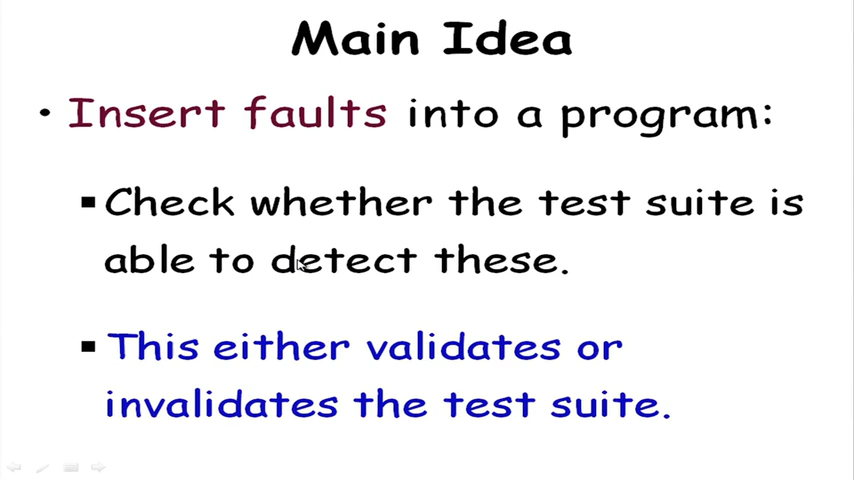 Main Idea
• Insert faults into a program:
▪ Check whether the test suite is
able to detect these.
▪ This either validates or
invalidates the test suite.